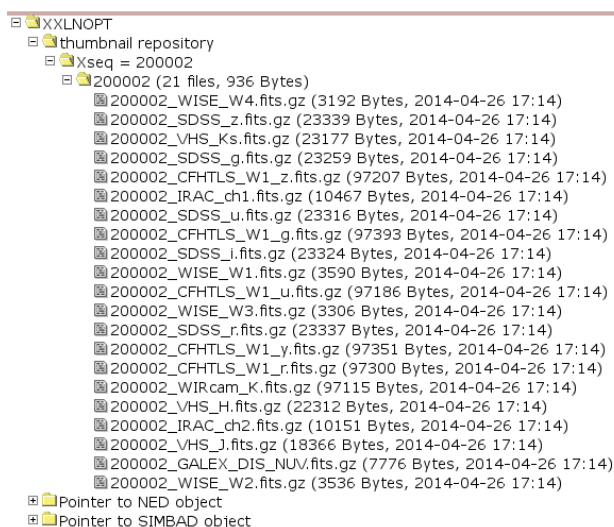 XXLNOPT
thumbnail repository
Xseq = 200002
200002 (21 files, 936 Bytes)
200002_WISE_W4.fits.gz (3192 Bytes, 2014-04-26 17:14)
200002_SDSS_z.fits.gz (23339 Bytes, 2014-04-26 17:14)
200002_VHS_Ks.fits.gz (23177 Bytes, 2014-04-26 17:14)
200002_SDSS_g.fits.gz (23259 Bytes, 2014-04-26 17:14)
200002_CFHTLS_W1_z.fits.gz (97207 Bytes, 2014-04-26 17:14)
200002_IRAC_ch1.fits.gz (10467 Bytes, 2014-04-26 17:14)
200002_SDSS_u.fits.gz (23316 Bytes, 2014-04-26 17:14)
200002_CFHTLS_W1_g.fits.gz (97393 Bytes, 2014-04-26 17:14)
200002_SDSS_i.fits.gz (23324 Bytes, 2014-04-26 17:14)
200002_WISE_W1.fits.gz (3590 Bytes, 2014-04-26 17:14)
200002_CFHTLS_W1_u.fits.gz (97186 Bytes, 2014-04-26 17:14)
200002_WISE_W3.fits.gz (3306 Bytes, 2014-04-26 17:14)
200002_SDSS_r.fits.gz (23337 Bytes, 2014-04-26 17:14)
200002_CFHTLS_W1_y.fits.gz (97351 Bytes, 2014-04-26 17:14)
200002_CFHTLS_W1_r.fits.gz (97300 Bytes, 2014-04-26 17:14)
200002_WIRcam_K.fits.gz (97115 Bytes, 2014-04-26 17:14)
200002_VHS_H.fits.gz (22312 Bytes, 2014-04-26 17:14)
200002_IRAC_ch2.fits.gz (10151 Bytes, 2014-04-26 17:14)
200002_VHS_J.fits.gz (18366 Bytes, 2014-04-26 17:14)
200002_GALEX_DIS_NUV.fits.gz (7776 Bytes, 2014-04-26 17:14)
200002_WISE_W2.fits.gz (3536 Bytes, 2014-04-26 17:14)
Pointer to NED object
Pointer to SIMBAD object